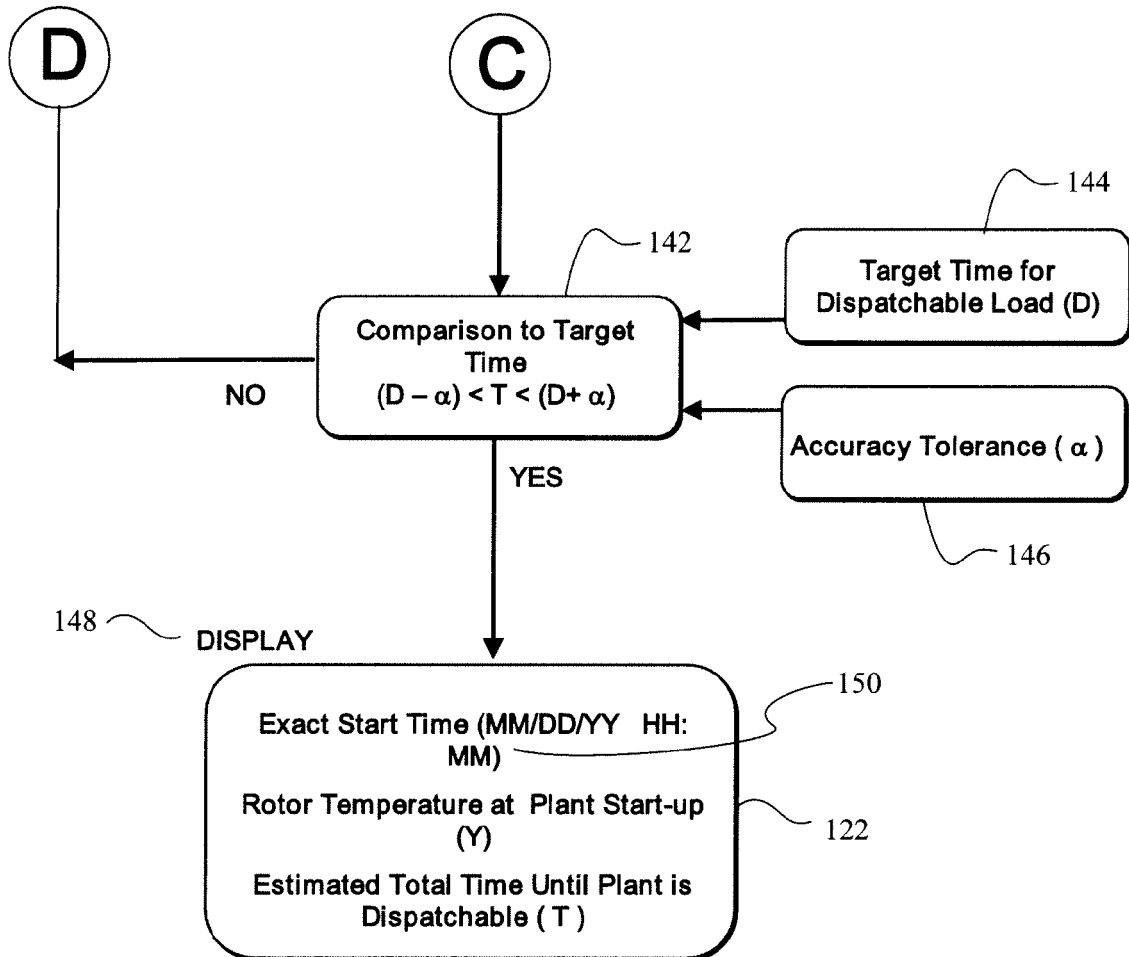 D
C
144
142
Target Time for
Dispatchable Load (D)
Comparison to Target
Time
(D – α) < T < (D+ α)
NO
Accuracy Tolerance ( α )
YES
146
148
DISPLAY
150
Exact Start Time (MM/DD/YY HH:
MM)
Rotor Temperature at Plant Start-up
(Y)
122
Estimated Total Time Until Plant is
Dispatchable ( T )